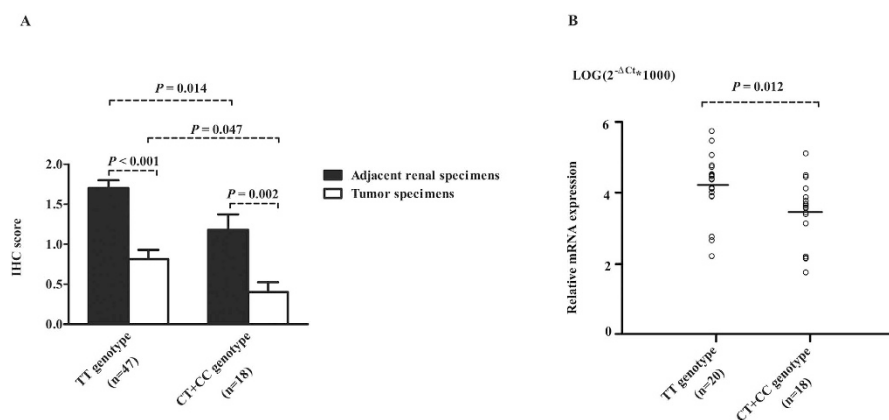 A
P = 0.014
P = 0.047
P < 0.001
P = 0.002
2.0
1.5
1.0
0.5
0.0
IHC score
TT genotype
(n=47)
CT+CC genotype
(n=18)
Adjacent renal specimens
Tumor specimens
B
LOG(2^-ΔCt*1000)
P = 0.012
6
4
2
0
Relative mRNA expression
TT genotype
(n=20)
CT+CC genotype
(n=18)